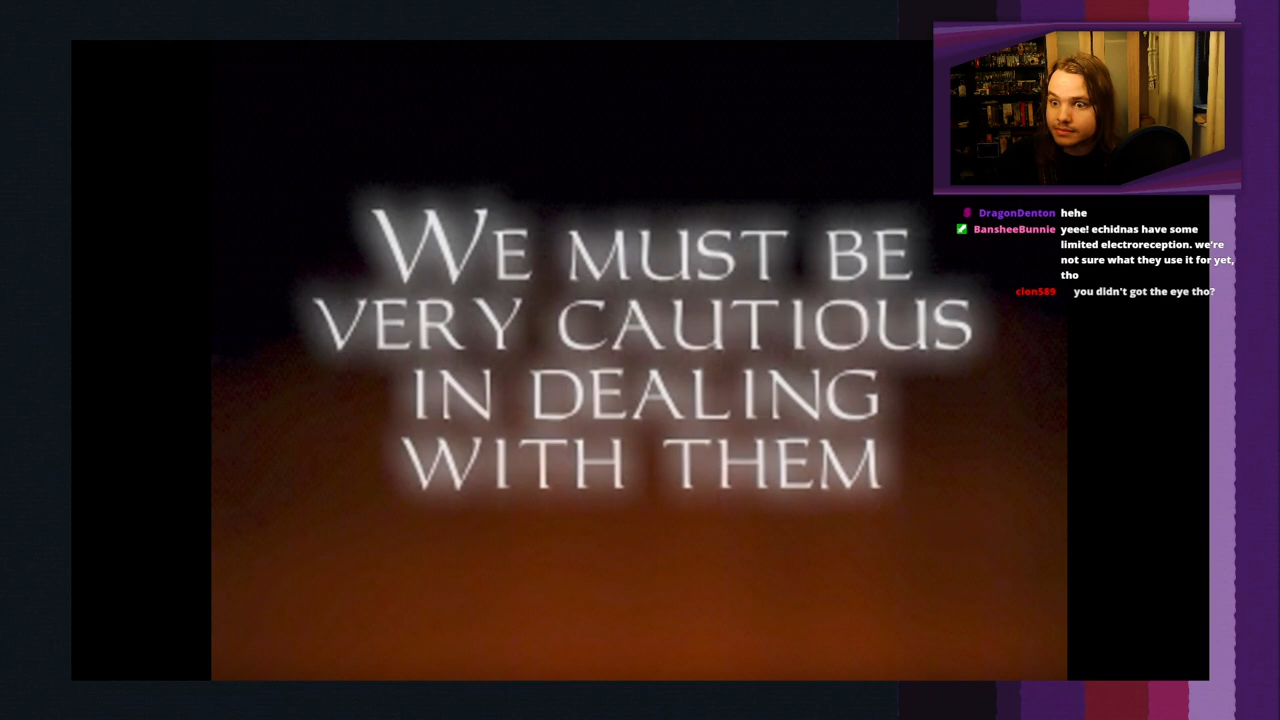 WE MUST BE
VERY CAUTIOUS
IN DEALING
WITH THEM
DragonDenton hehe
BansheeBunnie yeee! echidnas have some
limited electroreception. we're
not sure what they use it for yet,
tho
clon589 you didn't got the eye tho?